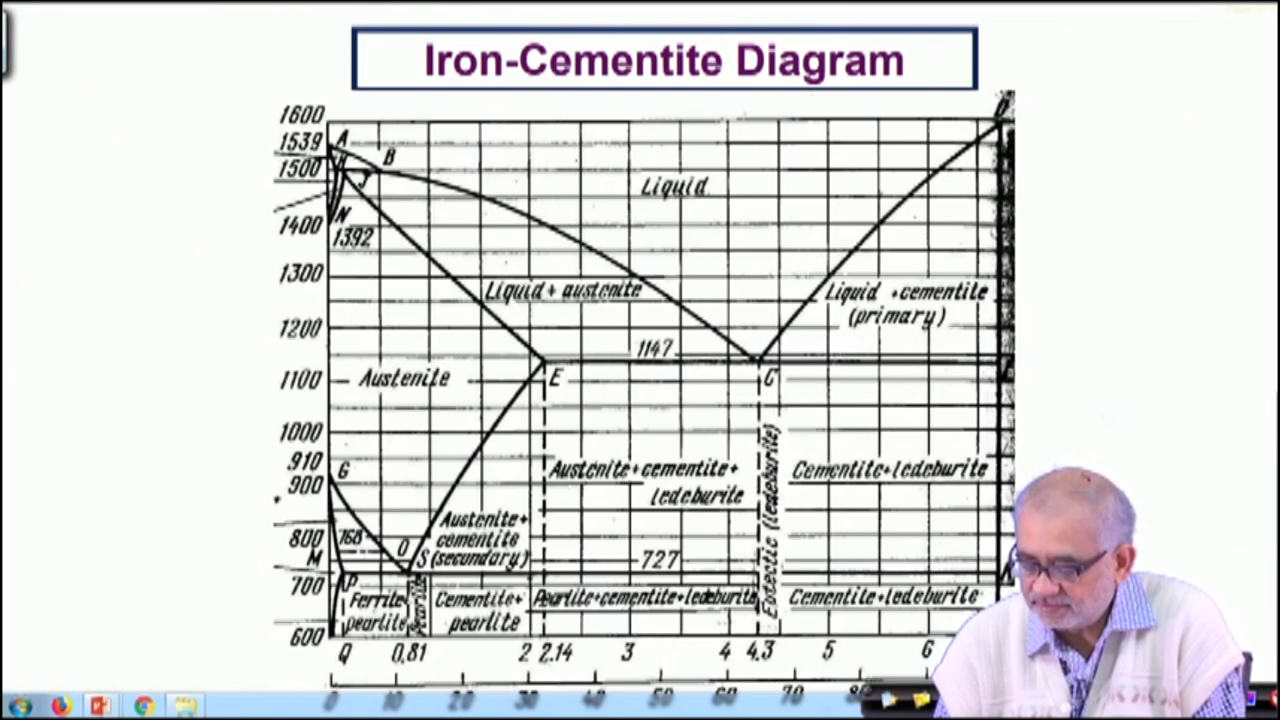 Iron-Cementite Diagram
1600
1539
1500
1400
1300
1200
1100
1000
910
900
800
M
700
600
A
B
H
J
N
1392
Liquid
Liquid + austenite
Liquid + cementite
(primary)
1147
Austenite
E
C
G
Austenite + cementite +
ledeburite
Cementite + ledeburite
Eutectic (ledeburite)
768
O
S
Austenite +
cementite
(secondary)
727
P
Ferrite
pearlite
Pearlite
Cementite +
pearlite
Pearlite + cementite + ledeburite
Cementite + ledeburite
Q 0,81 2 2.14 3 4 4,3 5 6
0 10 20 30 40 50 60 70